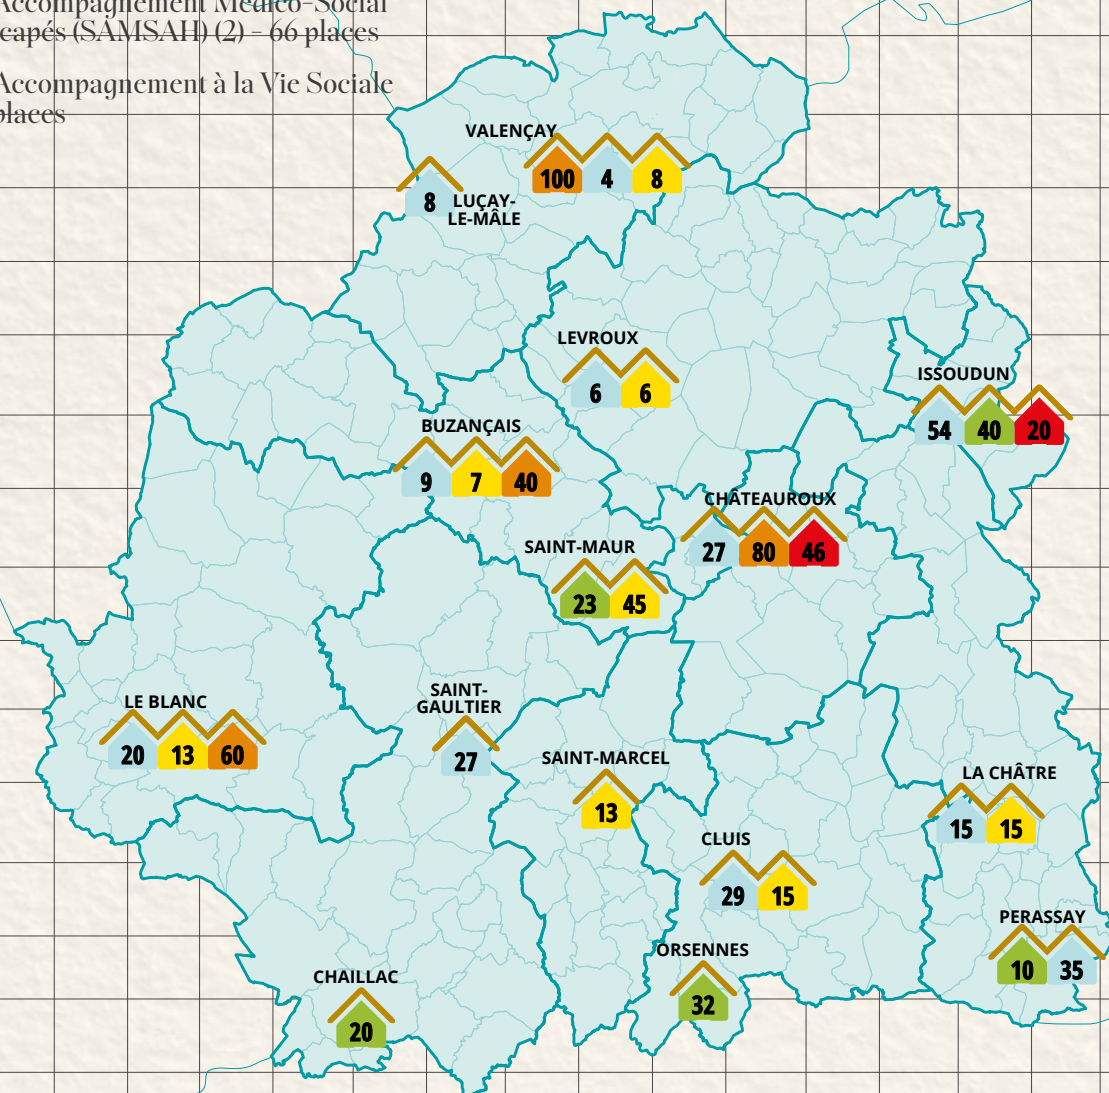 Accompagnement Médico-Social
capés (SAMSAH) (2) - 66 places
Accompagnement à la Vie Sociale
places
VALENÇAY
100 4 8
8 LUÇAY-
LE-MÂLE
LEVROUX
6 6
ISSOUDUN
54 40 20
BUZANÇAIS
9 7 40
CHÂTEAUROUX
27 80 46
SAINT-MAUR
23 45
LE BLANC
20 13 60
SAINT-
GAULTIER
27
SAINT-MARCEL
13
LA CHÂTRE
15 15
CLUIS
29 15
PERASSAY
10 35
ORSENNES
32
CHAILLAC
20